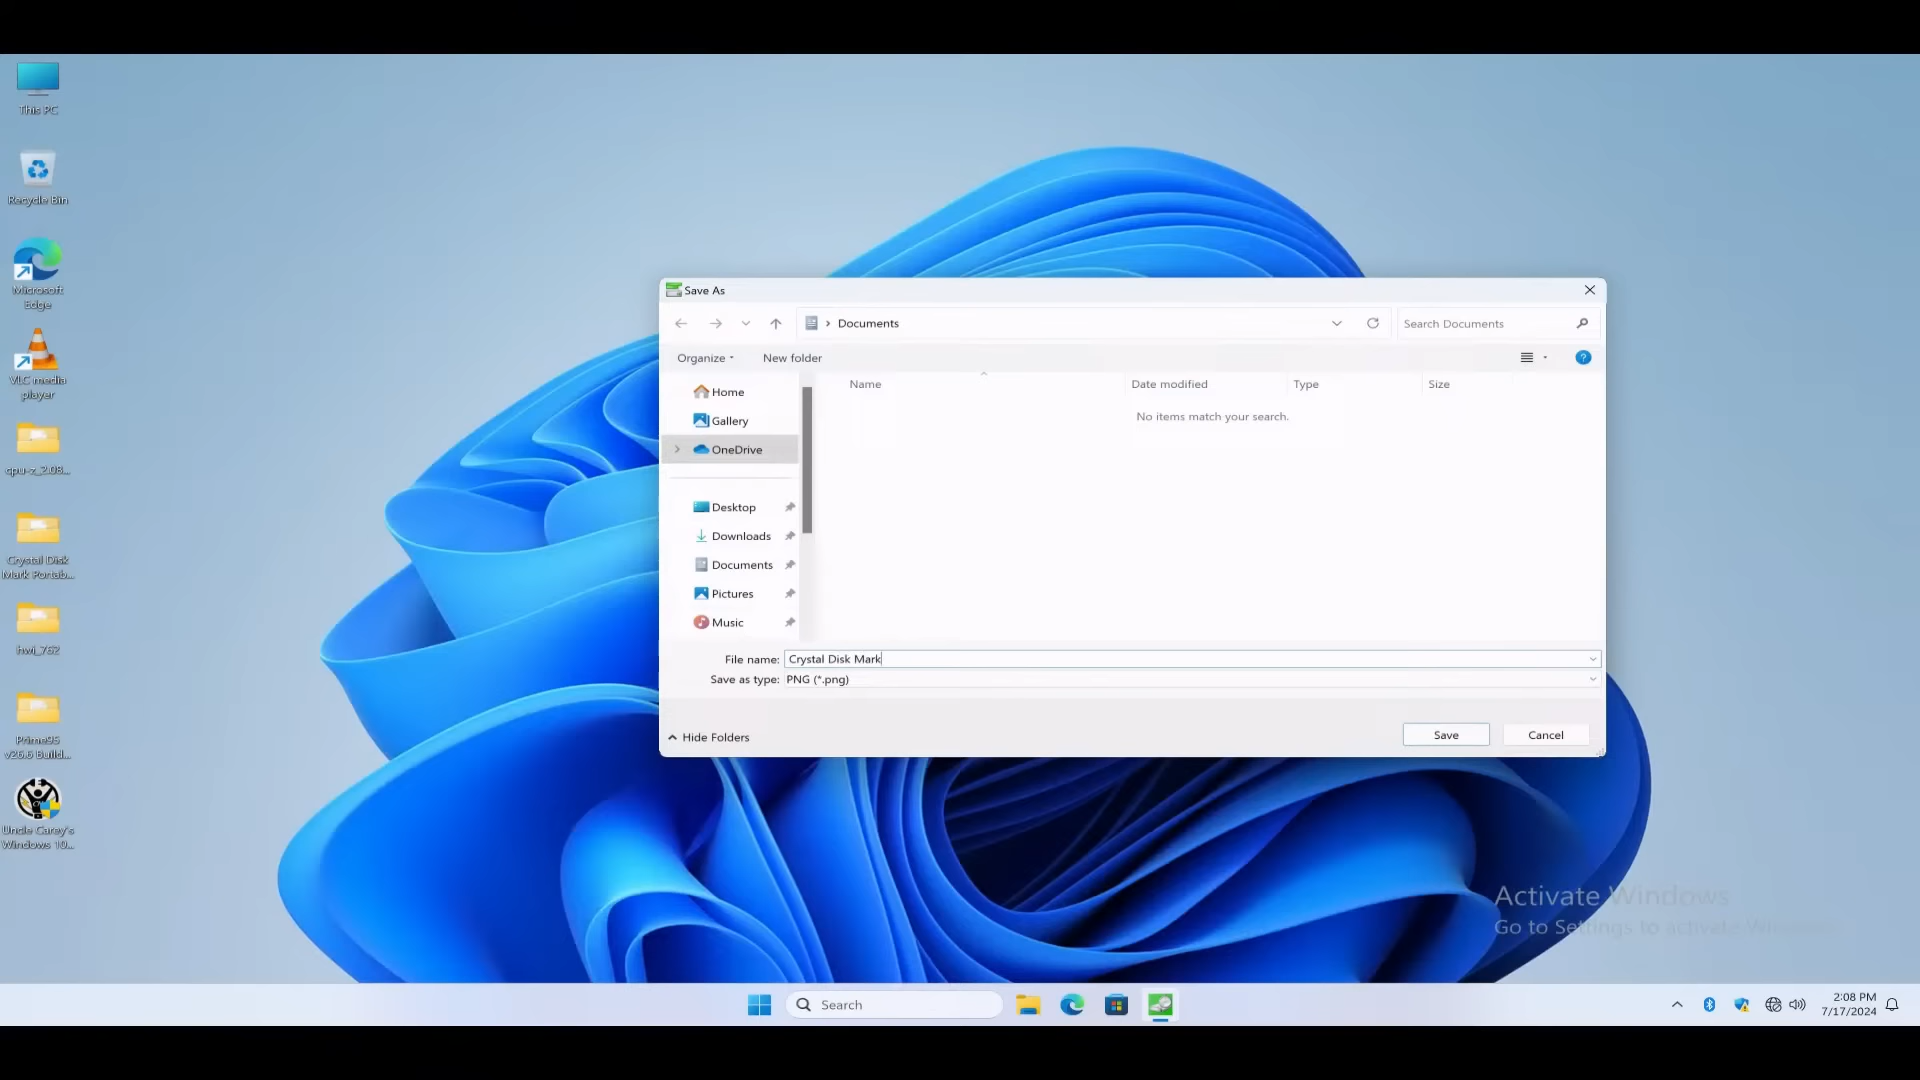 This PC
Recycle Bin
Microsoft
Edge
VLC media
player
cpu-z_2.08...
Crystal Disk
Mark Portab...
hwi_762
Prime95
v26.6 Build...
Uncle Carey's
Windows 10...
Save As
Documents
Search Documents
Organize
New folder
Home
Gallery
OneDrive
Desktop
Downloads
Documents
Pictures
Music
Name
Date modified
Type
Size
No items match your search.
File name: Crystal Disk Mark
Save as type: PNG (*.png)
Hide Folders
Save
Cancel
Activate Windows
Go to Settings to activate Windows
Search
2:08 PM
7/17/2024